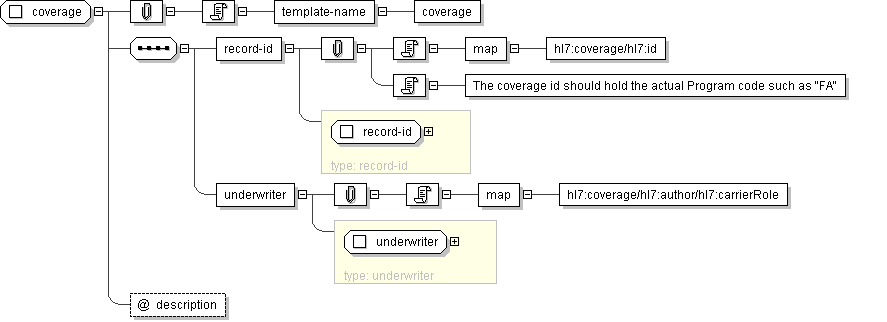 coverage template-name coverage
record-id map hl7:coverage/hl7:id
The coverage id should hold the actual Program code such as "FA"
record-id
type: record-id
underwriter map hl7:coverage/hl7:author/hl7:carrierRole
underwriter
type: underwriter
@ description